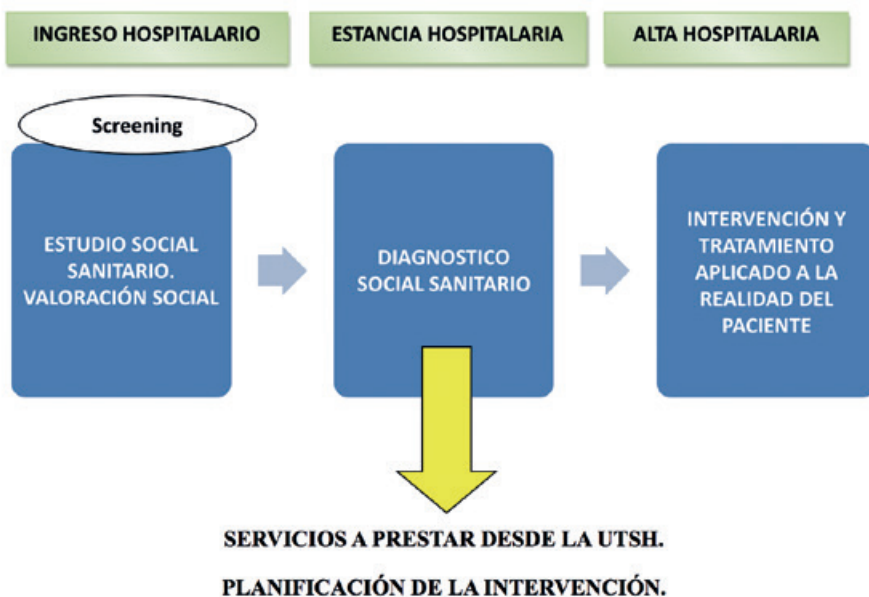 INGRESO HOSPITALARIO
ESTANCIA HOSPITALARIA
ALTA HOSPITALARIA
Screening
ESTUDIO SOCIAL
SANITARIO.
VALORACIÓN SOCIAL
DIAGNOSTICO
SOCIAL SANITARIO
INTERVENCIÓN Y
TRATAMIENTO
APLICADO A LA
REALIDAD DEL
PACIENTE
SERVICIOS A PRESTAR DESDE LA UTSH.
PLANIFICACIÓN DE LA INTERVENCIÓN.